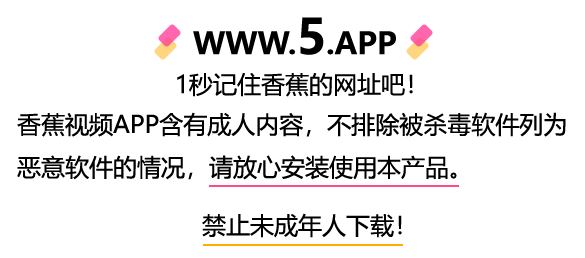 WWW.5.APP
1秒记住香蕉的网址吧！
香蕉视频APP含有成人内容，不排除被杀毒软件列为
恶意软件的情况，请放心安装使用本产品。
禁止未成年人下载！